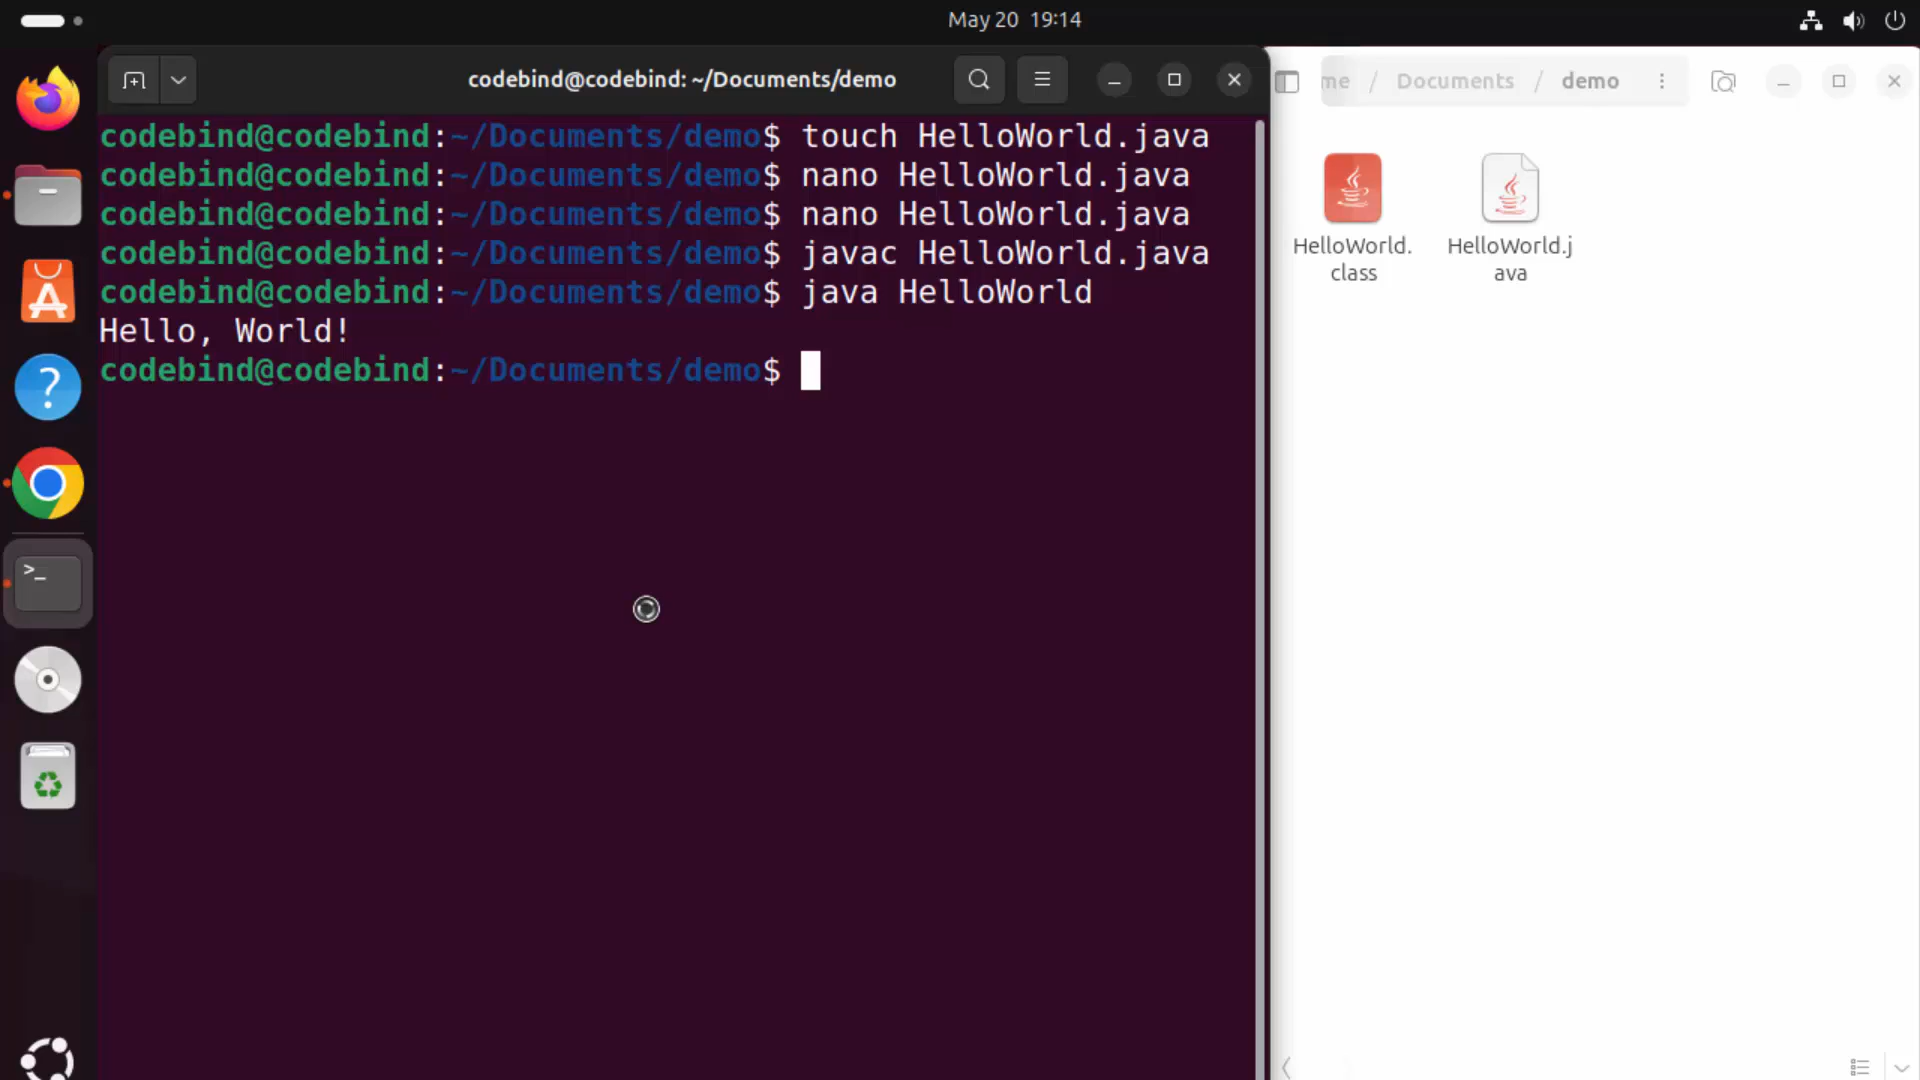 May 20 19:14
codebind@codebind: ~/Documents/demo
codebind@codebind:~/Documents/demo$ touch HelloWorld.java
codebind@codebind:~/Documents/demo$ nano HelloWorld.java
codebind@codebind:~/Documents/demo$ nano HelloWorld.java
codebind@codebind:~/Documents/demo$ javac HelloWorld.java
codebind@codebind:~/Documents/demo$ java HelloWorld
Hello, World!
codebind@codebind:~/Documents/demo$
me / Documents / demo
HelloWorld.
class
HelloWorld.j
ava